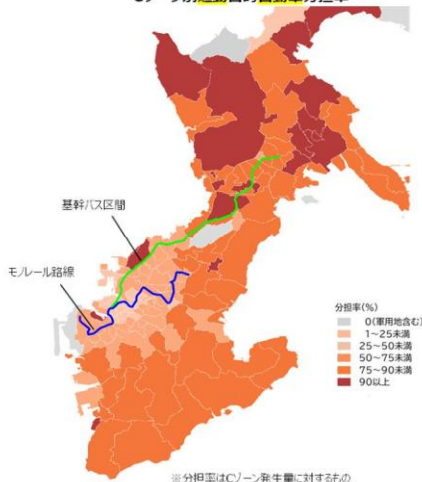 Cゾーン別通勤目的自動車分担率
基幹バス区間
モノレール路線
分担率(%)
0(軍用地含む)
1~25未満
25~50未満
50~75未満
75~90未満
90以上
※分担率はCゾーン発生量に対するもの